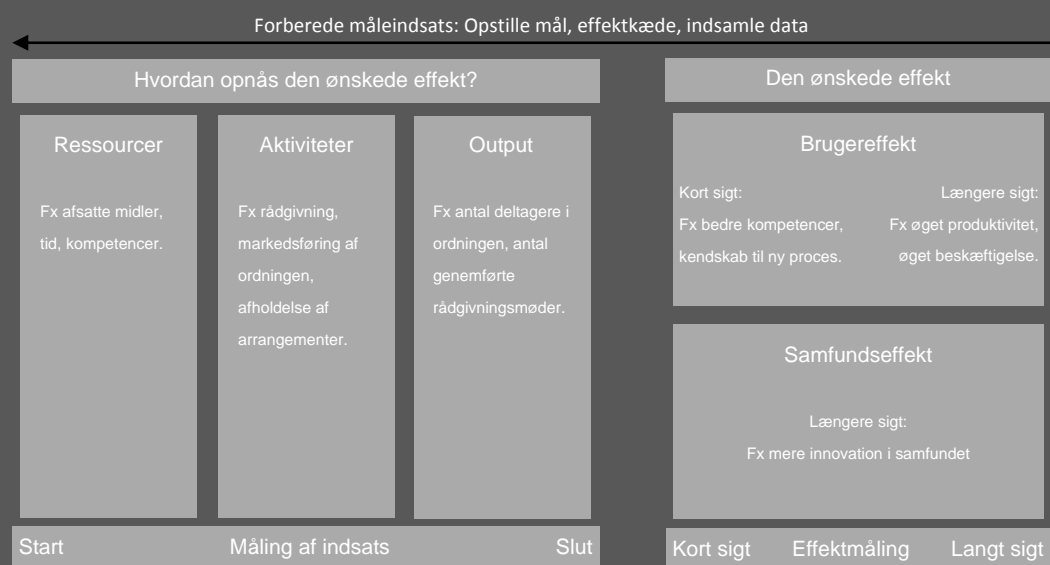 Forberede måleindsats: Opstille mål, effektkæde, indsamle data
Hvordan opnås den ønskede effekt?
Ressourcer
Fx afsatte midler,
tid, kompetencer.
Aktiviteter
Fx rådgivning,
markedsføring af
ordningen,
afholdelse af
arrangementer.
Output
Fx antal deltagere i
ordningen, antal
genemførte
rådgivningsmøder.
Start
Måling af indsats
Slut
Den ønskede effekt
Brugereffekt
Kort sigt:
Fx bedre kompetencer,
kendskab til ny proces.
Længere sigt:
Fx øget produktivitet,
øget beskæftigelse.
Samfundseffekt
Længere sigt:
Fx mere innovation i samfundet
Kort sigt
Effektmåling
Langt sigt